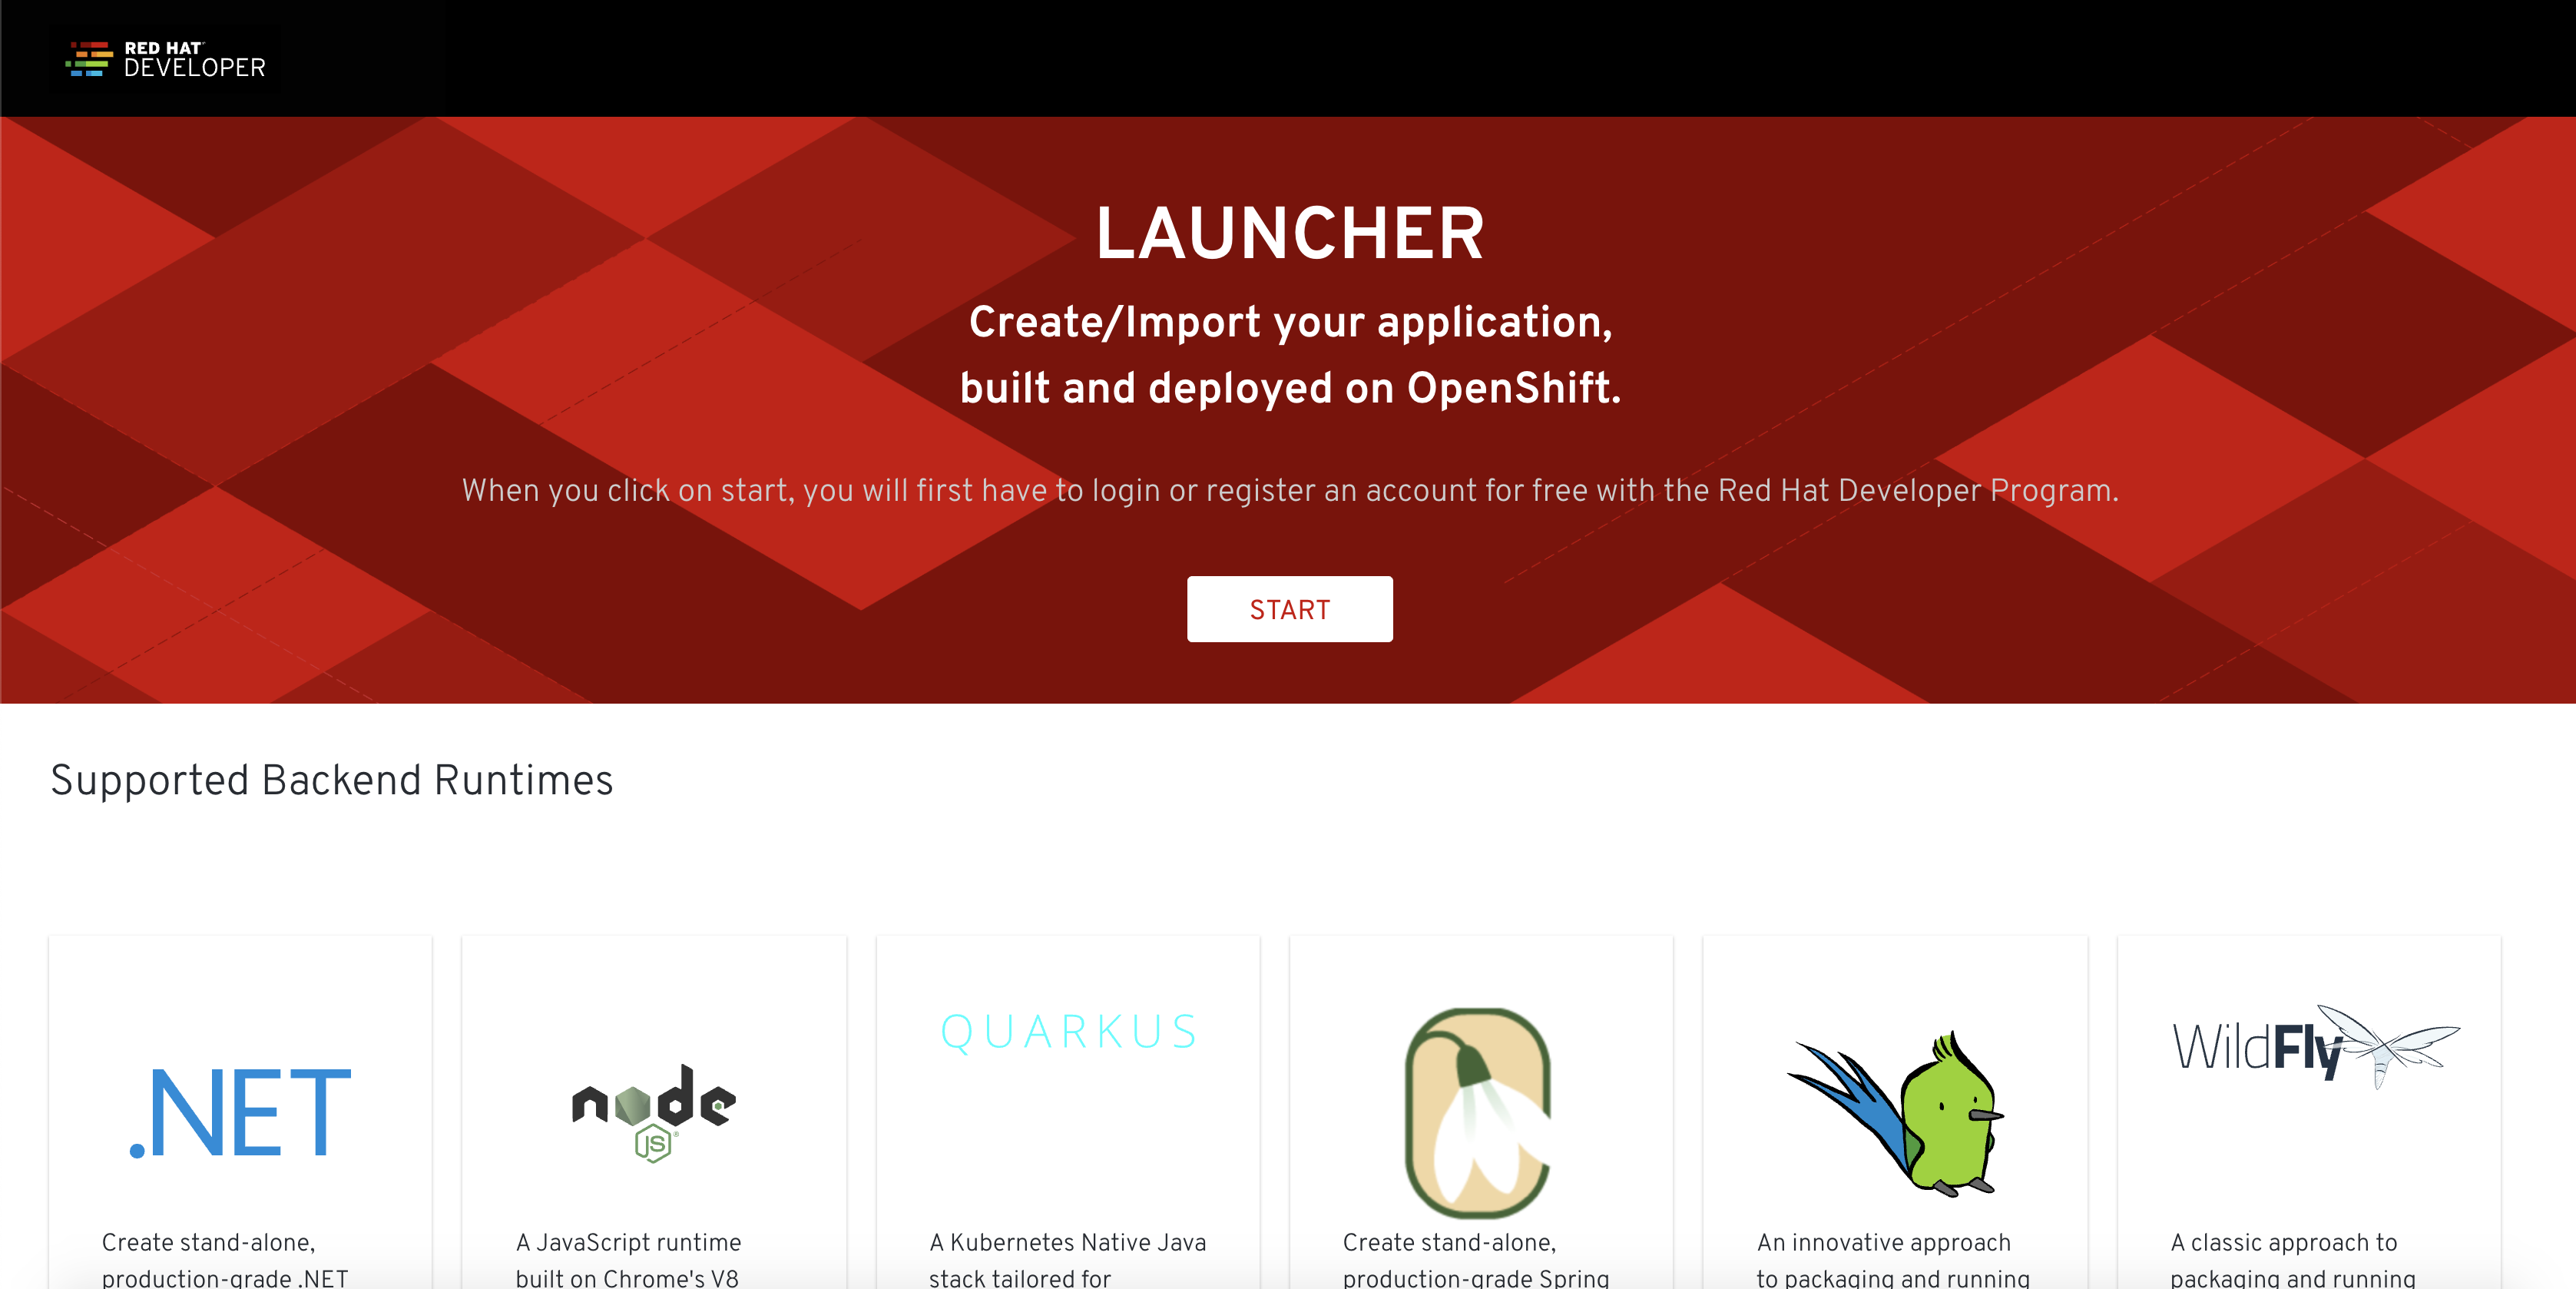 RED HAT
DEVELOPER
LAUNCHER
Create/Import your application,
built and deployed on OpenShift.
When you click on start, you will first have to login or register an account for free with the Red Hat Developer Program.
START
Supported Backend Runtimes
.NET
Create stand-alone,
production-grade .NET
node
JS
A JavaScript runtime
built on Chrome's V8
QUARKUS
A Kubernetes Native Java
stack tailored for
Create stand-alone,
production-grade Spring
An innovative approach
to packaging and running
WildFly
A classic approach to
packaging and running